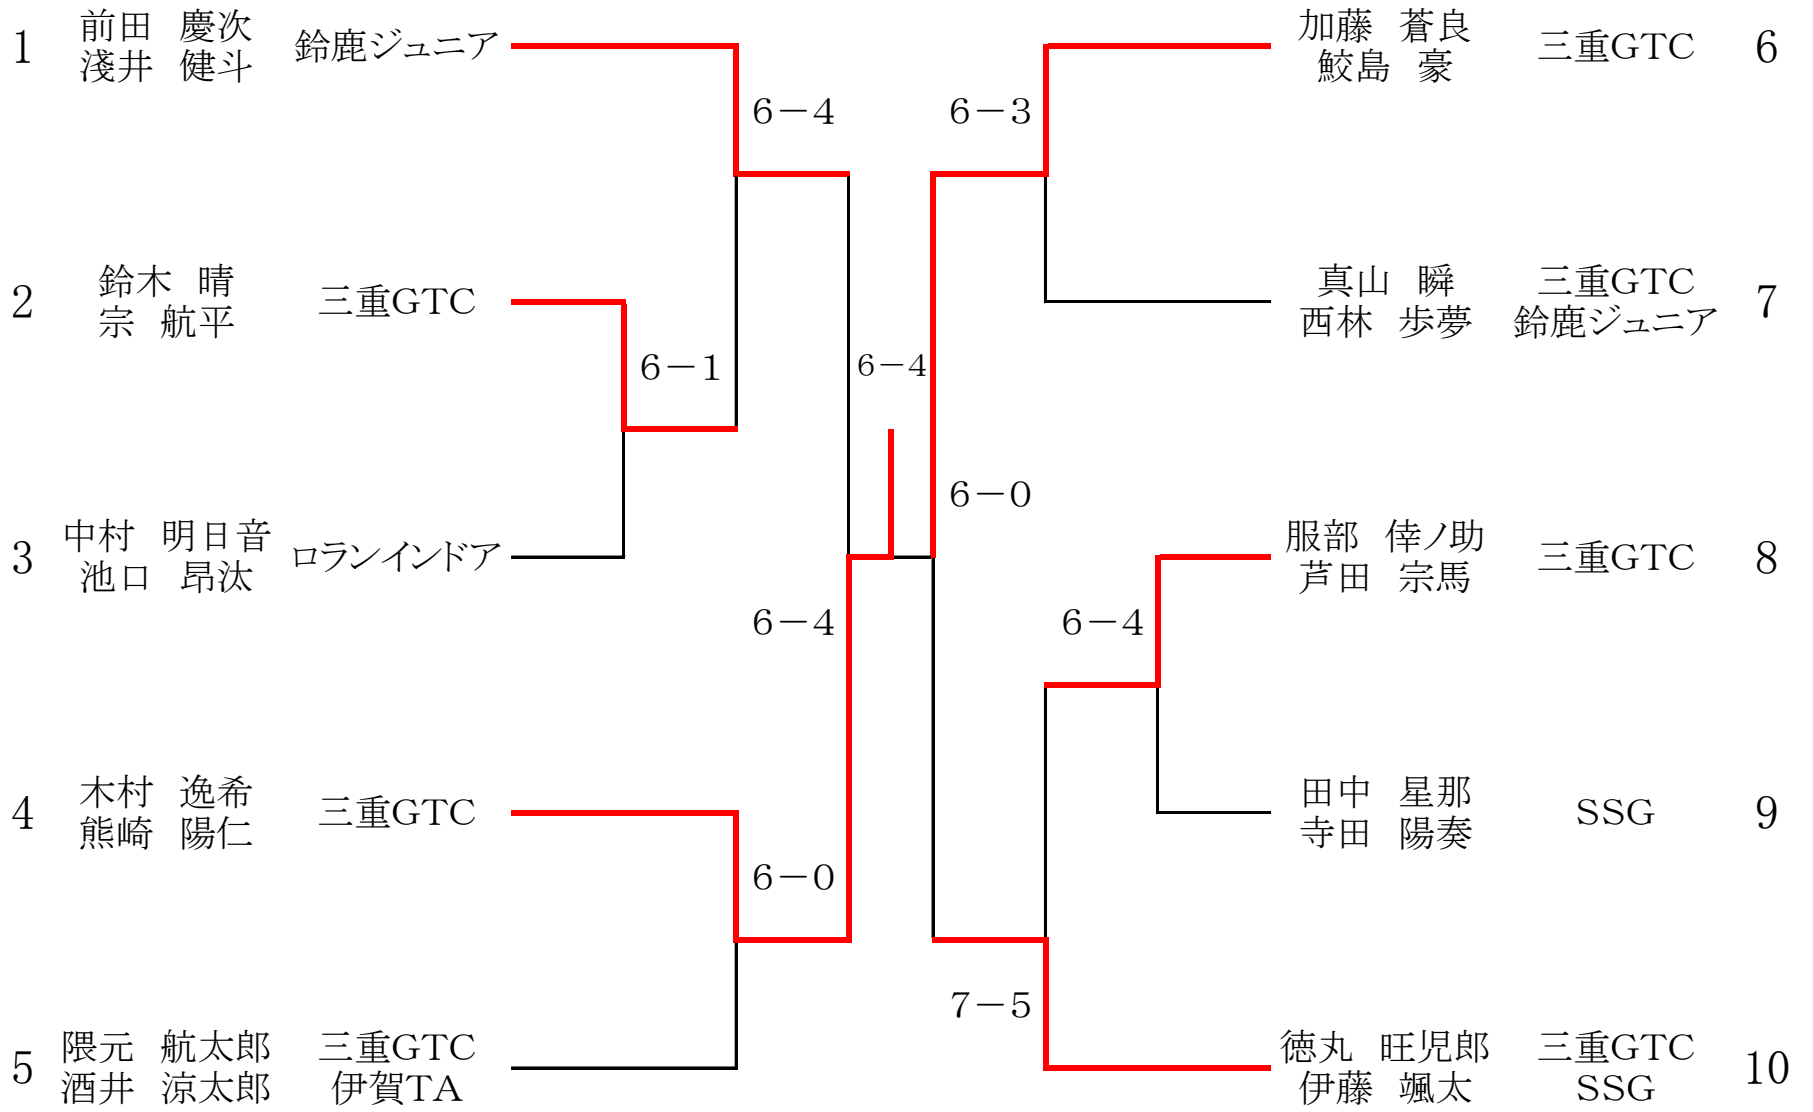 1 前田 慶次 鈴鹿ジュニア
淺井 健斗
2 鈴木 晴 三重GTC
宗 航平
3 中村 明日音 ロランインドア
池口 昂汰
4 木村 逸希 三重GTC
熊崎 陽仁
5 隈元 航太郎 三重GTC
酒井 涼太郎 伊賀TA
6-4
6-1
6-4
6-0
6-4
6-3
6-0
6-4
7-5
加藤 蒼良 三重GTC 6
鮫島 豪
真山 瞬 三重GTC 7
西林 歩夢 鈴鹿ジュニア
服部 倖ノ助 三重GTC 8
芦田 宗馬
田中 星那 SSG 9
寺田 陽奏
徳丸 旺児郎 三重GTC 10
伊藤 颯太 SSG